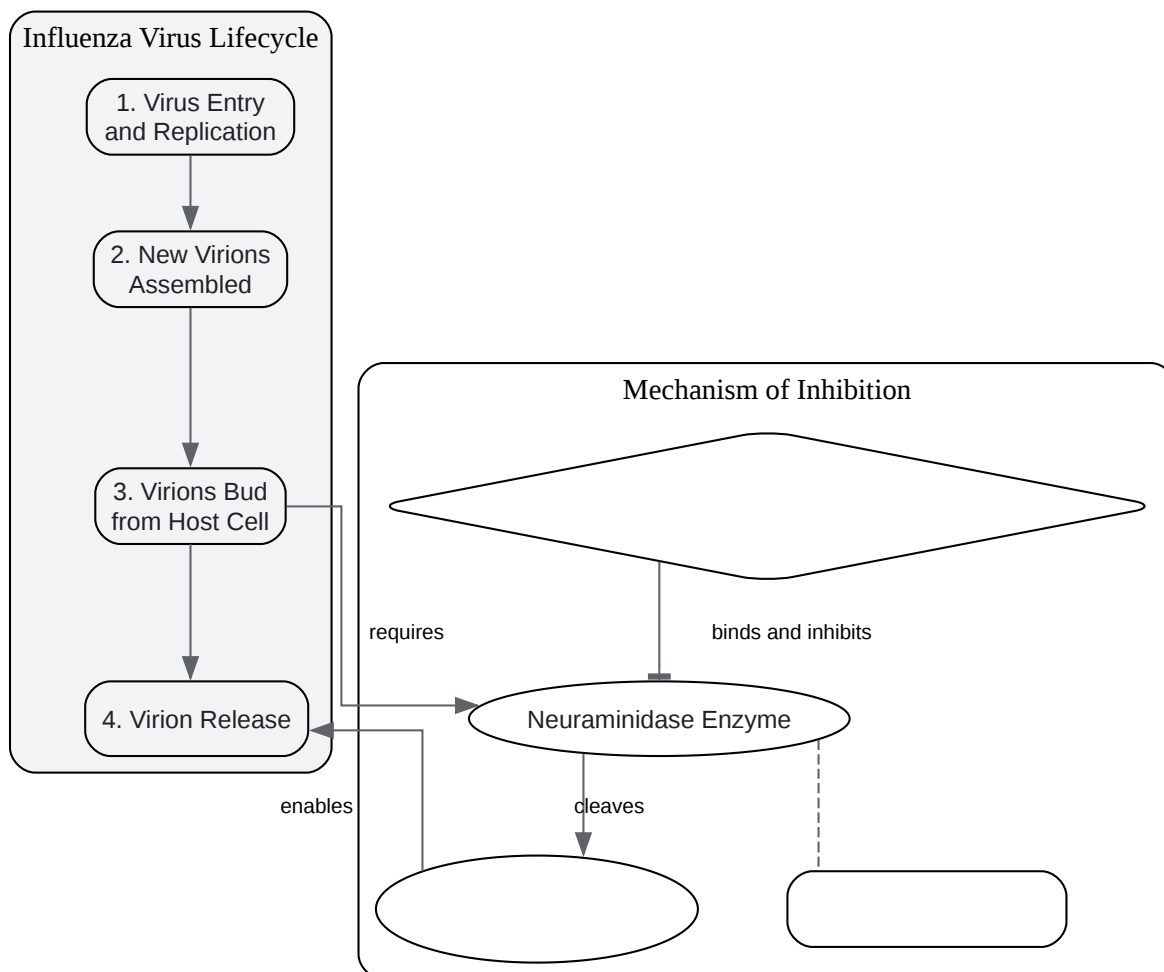 Influenza Virus Lifecycle
1. Virus Entry
and Replication
2. New Virions
Assembled
Mechanism of Inhibition
3. Virions Bud
from Host Cell
requires
binds and inhibits
4. Virion Release
Neuraminidase Enzyme
enables
cleaves